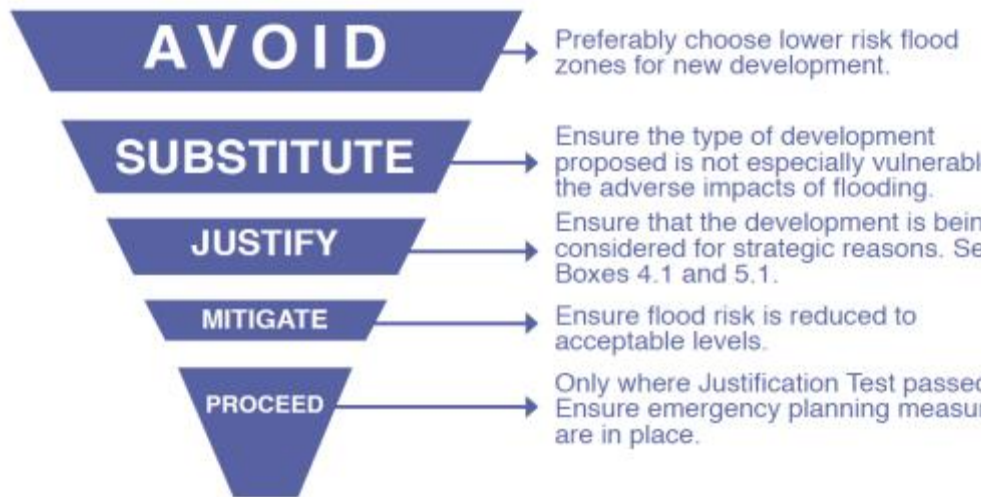 AVOID
Preferably choose lower risk flood
zones for new development.
SUBSTITUTE
Ensure the type of development
proposed is not especially vulnerabl
the adverse impacts of flooding.
JUSTIFY
Ensure that the development is bein
considered for strategic reasons. Se
Boxes 4.1 and 5.1.
MITIGATE
Ensure flood risk is reduced to
acceptable levels.
PROCEED
Only where Justification Test passed
Ensure emergency planning measur
are in place.